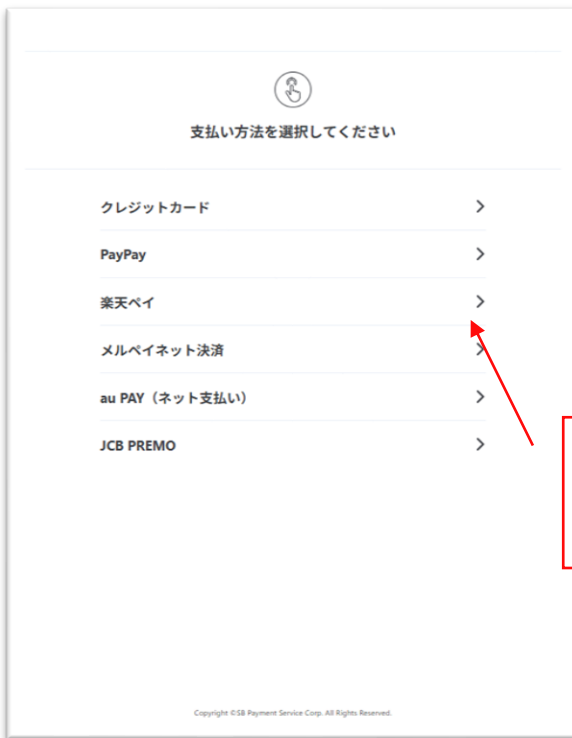 支払い方法を選択してください
クレジットカード
PayPay
楽天ペイ
メルペイネット決済
au PAY（ネット支払い）
JCB PREMO
Copyright ©SB Payment Service Corp. All Rights Reserved.